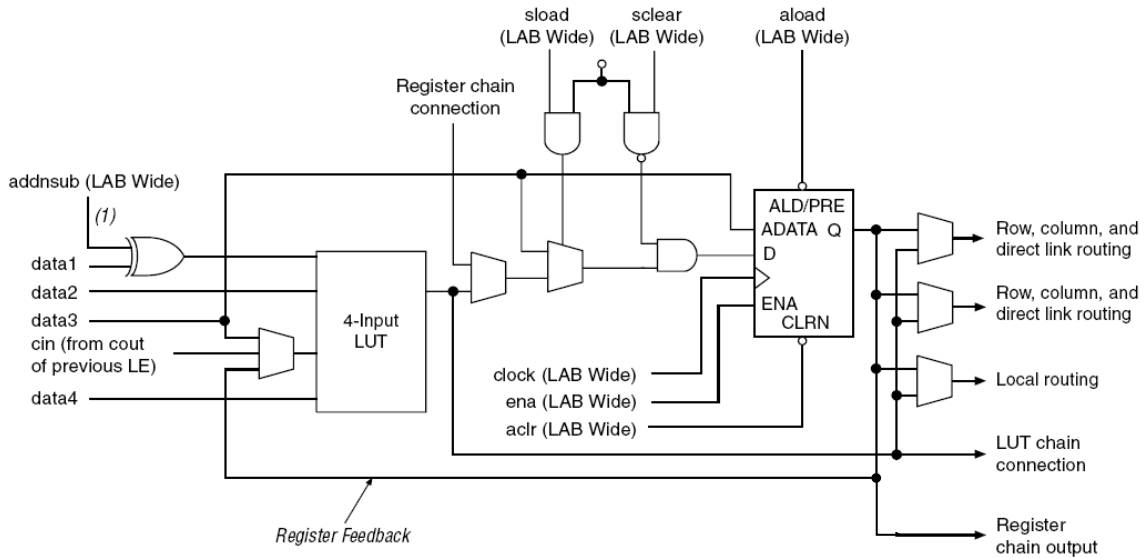 sload
(LAB Wide)
sclear
(LAB Wide)
aload
(LAB Wide)
Register chain
connection
addnsub (LAB Wide)
(1)
data1
data2
data3
cin (from cout
of previous LE)
data4
4-Input
LUT
ALD/PRE
ADATA Q
D
ENA
CLRN
clock (LAB Wide)
ena (LAB Wide)
aclr (LAB Wide)
Row, column, and
direct link routing
Row, column, and
direct link routing
Local routing
LUT chain
connection
Register
chain output
Register Feedback